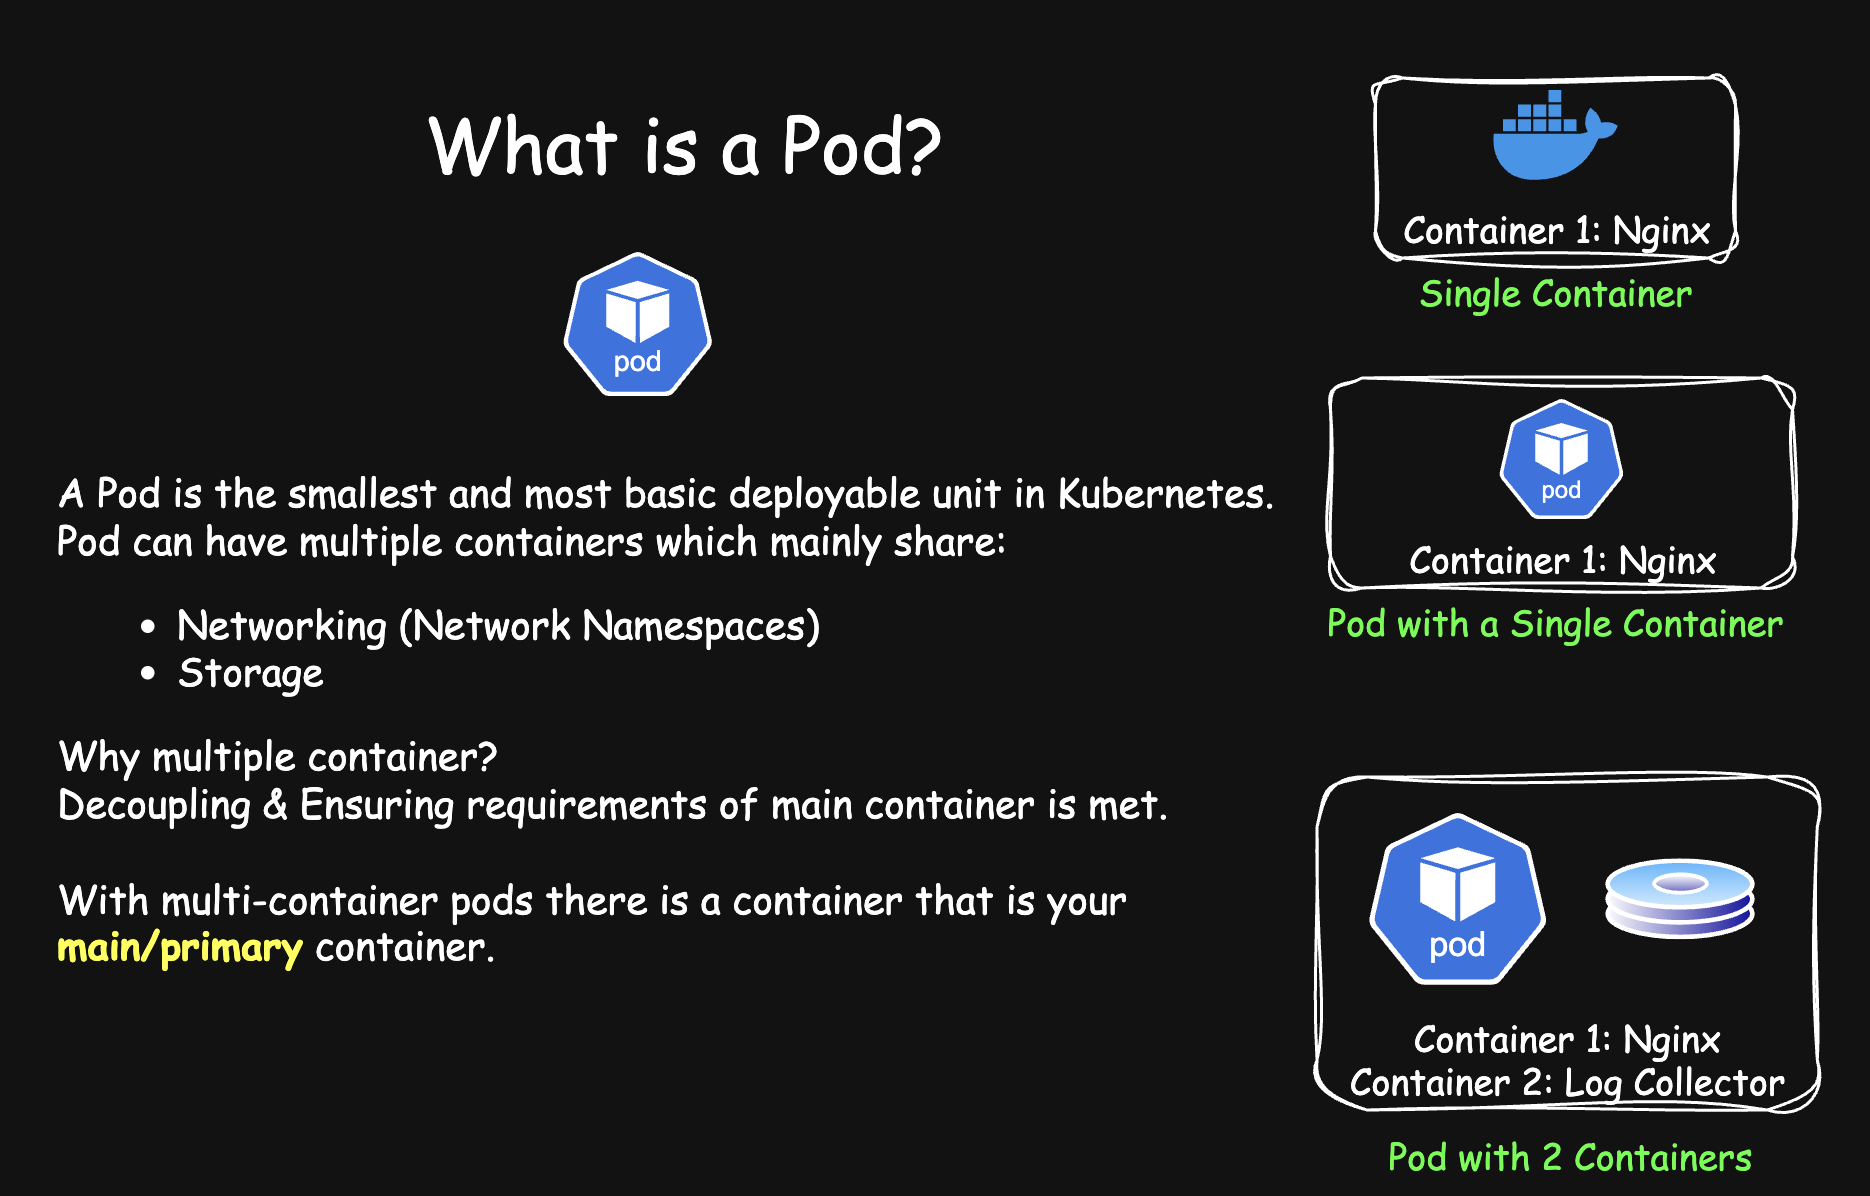 What is a Pod?
pod
A Pod is the smallest and most basic deployable unit in Kubernetes.
Pod can have multiple containers which mainly share:
• Networking (Network Namespaces)
• Storage
Why multiple container?
Decoupling & Ensuring requirements of main container is met.
With multi-container pods there is a container that is your
main/primary container.
Container 1: Nginx
Single Container
pod
Container 1: Nginx
Pod with a Single Container
pod
Container 1: Nginx
Container 2: Log Collector
Pod with 2 Containers